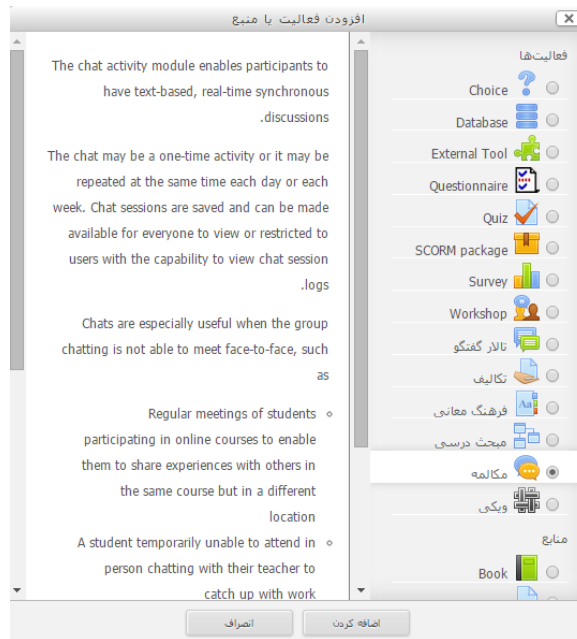 افزودن فعالیت یا منبع
فعالیت‌ها
Choice
Database
External Tool
Questionnaire
Quiz
SCORM package
Survey
Workshop
تالار گفتگو
تکالیف
فرهنگ معانی
مبحث درسی
مکالمه
ویکی
منابع
Book
The chat activity module enables participants to
have text-based, real-time synchronous
.discussions
The chat may be a one-time activity or it may be
repeated at the same time each day or each
week. Chat sessions are saved and can be made
available for everyone to view or restricted to
users with the capability to view chat session
.logs
Chats are especially useful when the group
chatting is not able to meet face-to-face, such
as
Regular meetings of students
participating in online courses to enable
them to share experiences with others in
the same course but in a different
location
A student temporarily unable to attend in
person chatting with their teacher to
catch up with work
اضافه کردن
انصراف